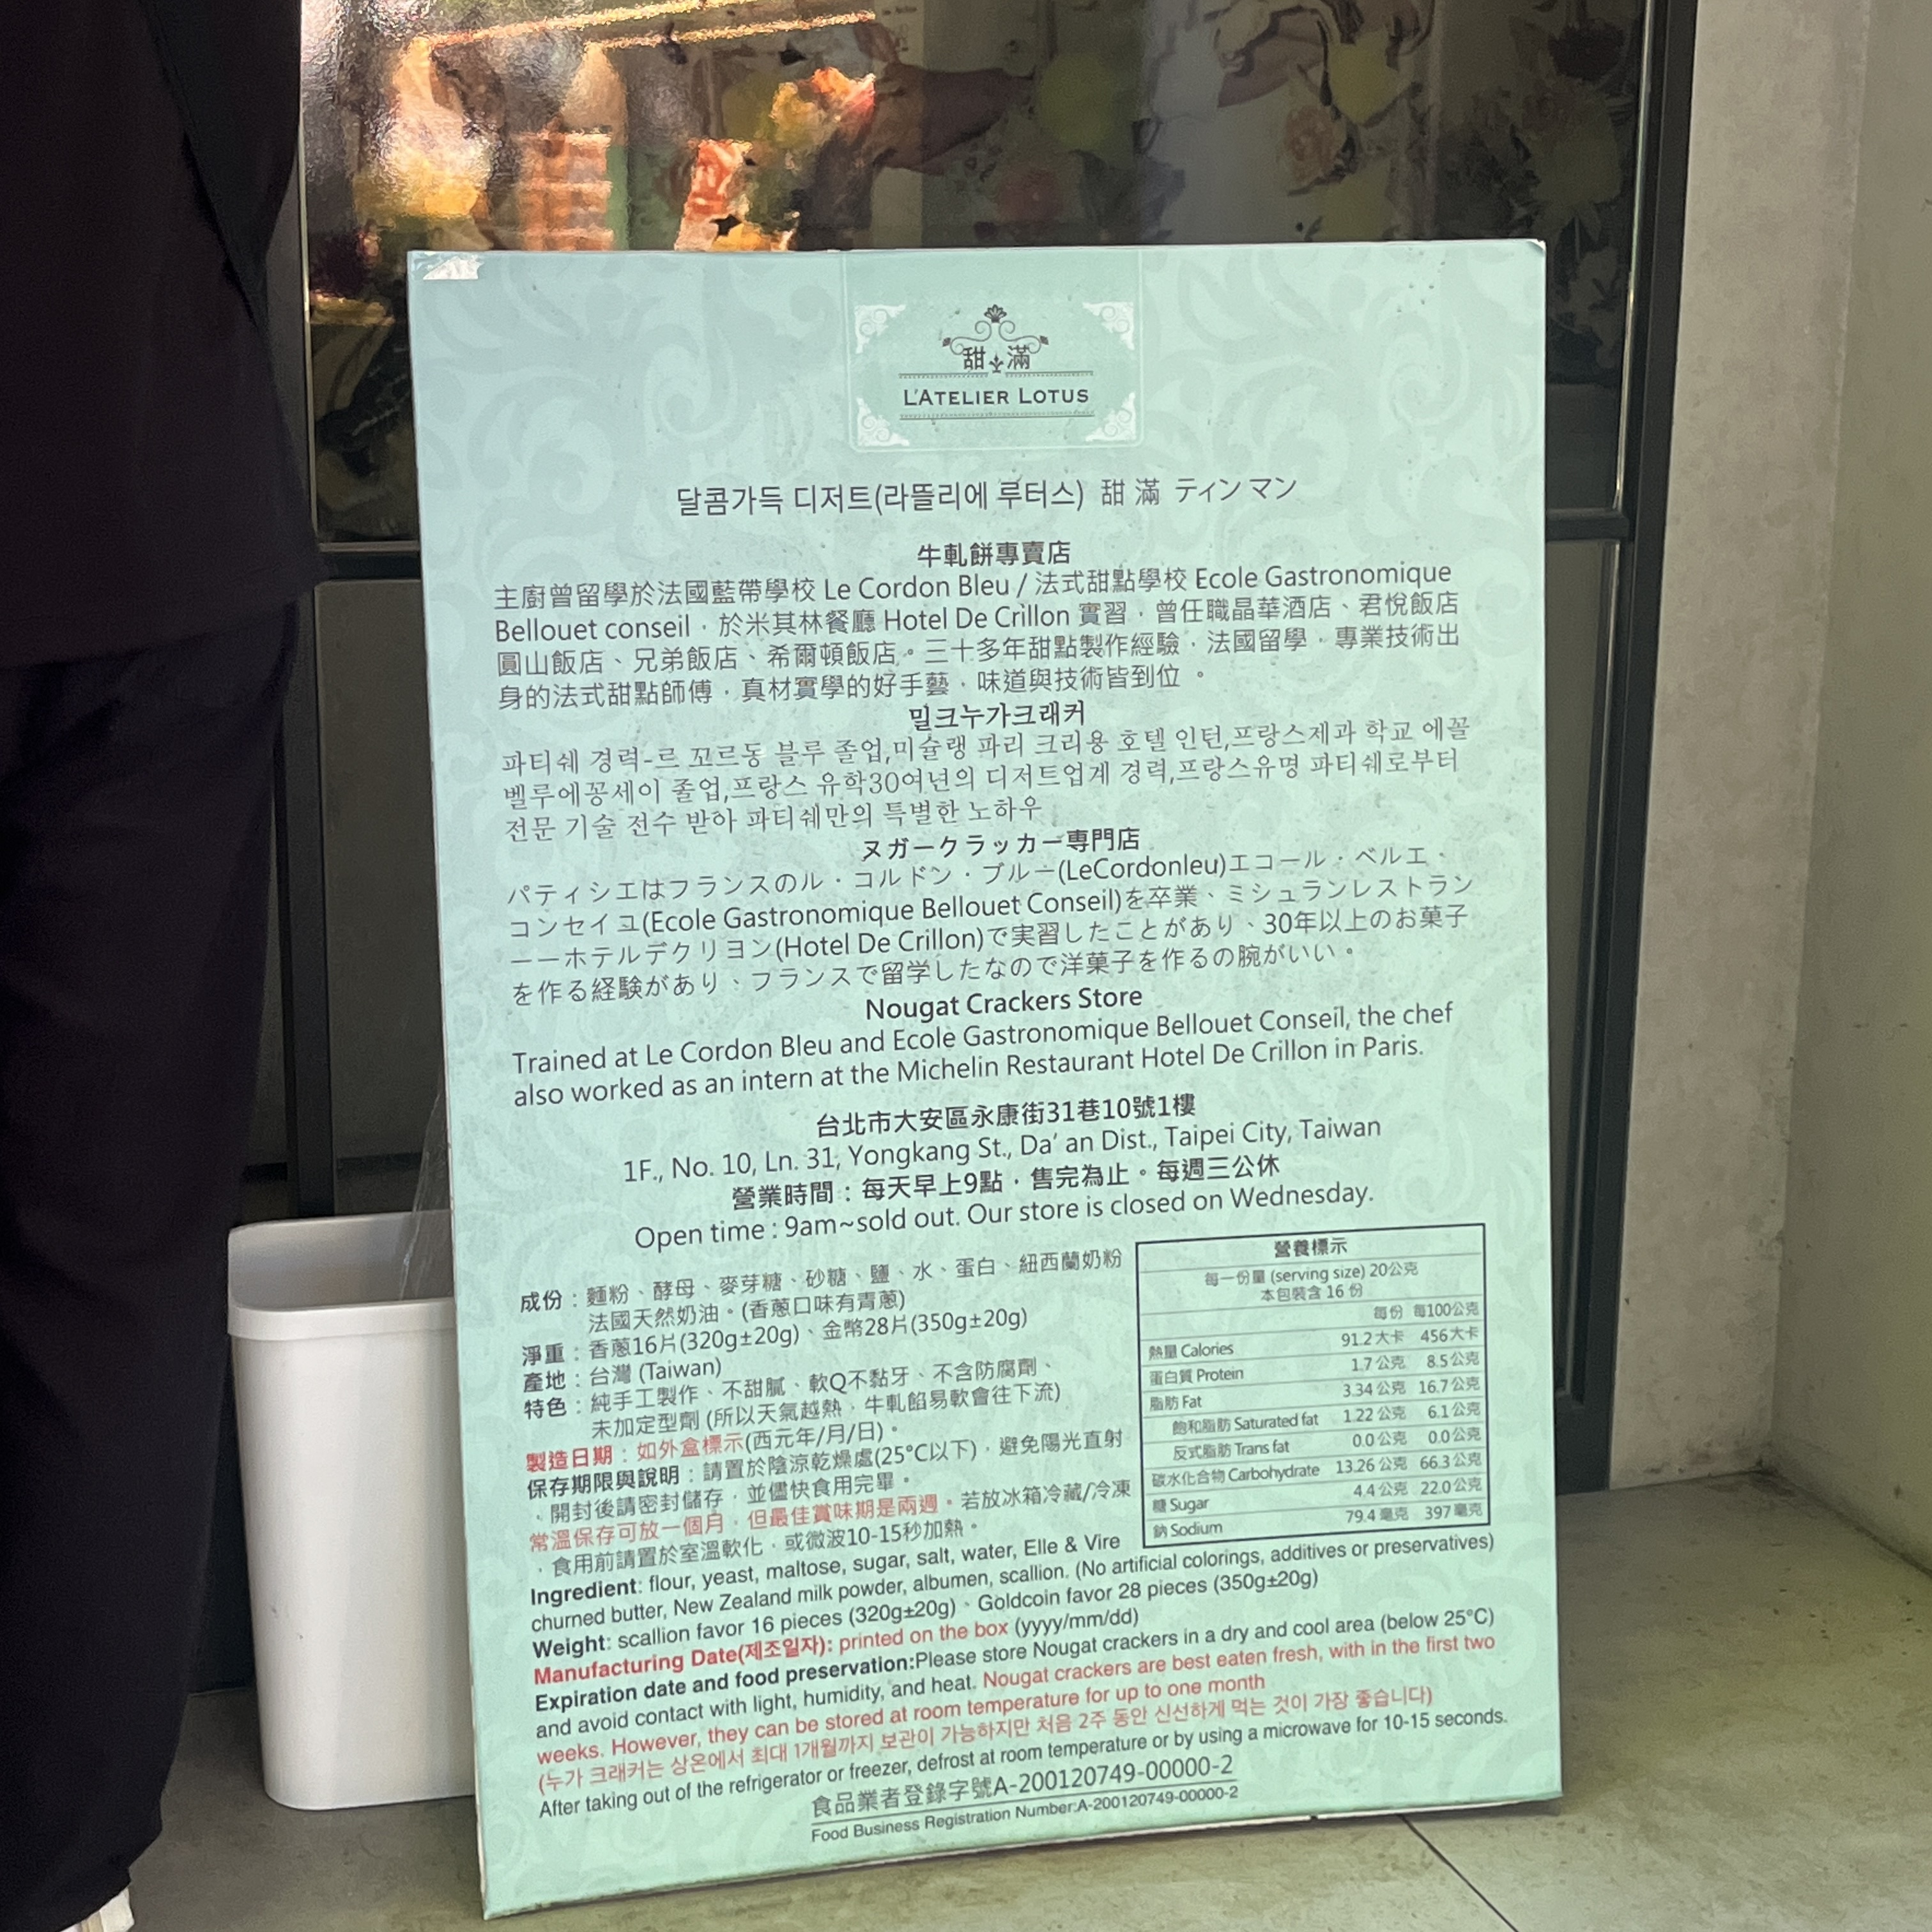 甜滿
L'ATELIER LOTUS
달콤가득 디저트(라뜰리에 루터스) 甜 滿 ティンマン
牛軋餅專賣店
主廚曾留學於法國藍帶學校 Le Cordon Bleu / 法式甜點學校 Ecole Gastronomique
Bellouet conseil，於米其林餐廳 Hotel De Crillon 實習，曾任職晶華酒店、君悅飯店
圓山飯店、兄弟飯店、希爾頓飯店。三十多年甜點製作經驗，法國留學，專業技術出
身的法式甜點師傅，真材實學的好手藝，味道與技術皆到位 。
밀크누가크래커
파티쉐 경력-르 꼬르동 블루 졸업,미슐랭 파리 크리용 호텔 인턴,프랑스제과 학교 에꼴
벨루에꽁세이 졸업,프랑스 유학30여년의 디저트업계 경력,프랑스유명 파티쉐로부터
전문 기술 전수 받아 파티쉐만의 특별한 노하우
ヌガークラッカー専門店
パティシエはフランスのル・コルドン・ブルー(LeCordonleu)エコール・ベルエ・
コンセイユ(Ecole Gastronomique Bellouet Conseil)を卒業、ミシュランレストラン
ーーホテルデクリヨン(Hotel De Crillon)で実習したことがあり、30年以上のお菓子
を作る経験があり、フランスで留学したなので洋菓子を作るの腕がいい。
Nougat Crackers Store
Trained at Le Cordon Bleu and Ecole Gastronomique Bellouet Conseil, the chef
also worked as an intern at the Michelin Restaurant Hotel De Crillon in Paris.
台北市大安區永康街31巷10號1樓
1F., No. 10, Ln. 31, Yongkang St., Da' an Dist., Taipei City, Taiwan
營業時間：每天早上9點，售完為止。每週三公休
Open time : 9am~sold out. Our store is closed on Wednesday.
成份：麵粉、酵母、麥芽糖、砂糖、鹽、水、蛋白、紐西蘭奶粉
法國天然奶油。(香蔥口味有青蔥)
淨重：香蔥16片(320g±20g)、金幣28片(350g±20g)
產地：台灣 (Taiwan)
特色：純手工製作、不甜膩、軟Q不黏牙、不含防腐劑、
未加定型劑 (所以天氣越熱，牛軋餡易軟會往下流)
製造日期：如外盒標示(西元年/月/日)。
保存期限與說明：請置於陰涼乾燥處(25°C以下)，避免陽光直射
，開封後請密封儲存，並儘快食用完畢。
常溫保存可放一個月，但最佳賞味期是兩週。若放冰箱冷藏/冷凍
，食用前請置於室溫軟化，或微波10-15秒加熱。
營養標示
每一份量 (serving size) 20公克
本包裝含 16 份
每份 每100公克
熱量 Calories 91.2大卡 456大卡
蛋白質 Protein 1.7公克 8.5公克
脂肪 Fat 3.34公克 16.7公克
飽和脂肪 Saturated fat 1.22公克 6.1公克
反式脂肪 Trans fat 0.0公克 0.0公克
碳水化合物 Carbohydrate 13.26公克 66.3公克
糖 Sugar 4.4公克 22.0公克
鈉 Sodium 79.4毫克 397毫克
Ingredient: flour, yeast, maltose, sugar, salt, water, Elle & Vire
churned butter, New Zealand milk powder, albumen, scallion. (No artificial colorings, additives or preservatives)
Weight: scallion favor 16 pieces (320g±20g)、Goldcoin favor 28 pieces (350g±20g)
Manufacturing Date(제조일자): printed on the box (yyyy/mm/dd)
Expiration date and food preservation:Please store Nougat crackers in a dry and cool area (below 25°C)
and avoid contact with light, humidity, and heat. Nougat crackers are best eaten fresh, with in the first two
weeks. However, they can be stored at room temperature for up to one month
(누가 크래커는 상온에서 최대 1개월까지 보관이 가능하지만 처음 2주 동안 신선하게 먹는 것이 가장 좋습니다)
After taking out of the refrigerator or freezer, defrost at room temperature or by using a microwave for 10-15 seconds.
食品業者登錄字號A-200120749-00000-2
Food Business Registration Number:A-200120749-00000-2